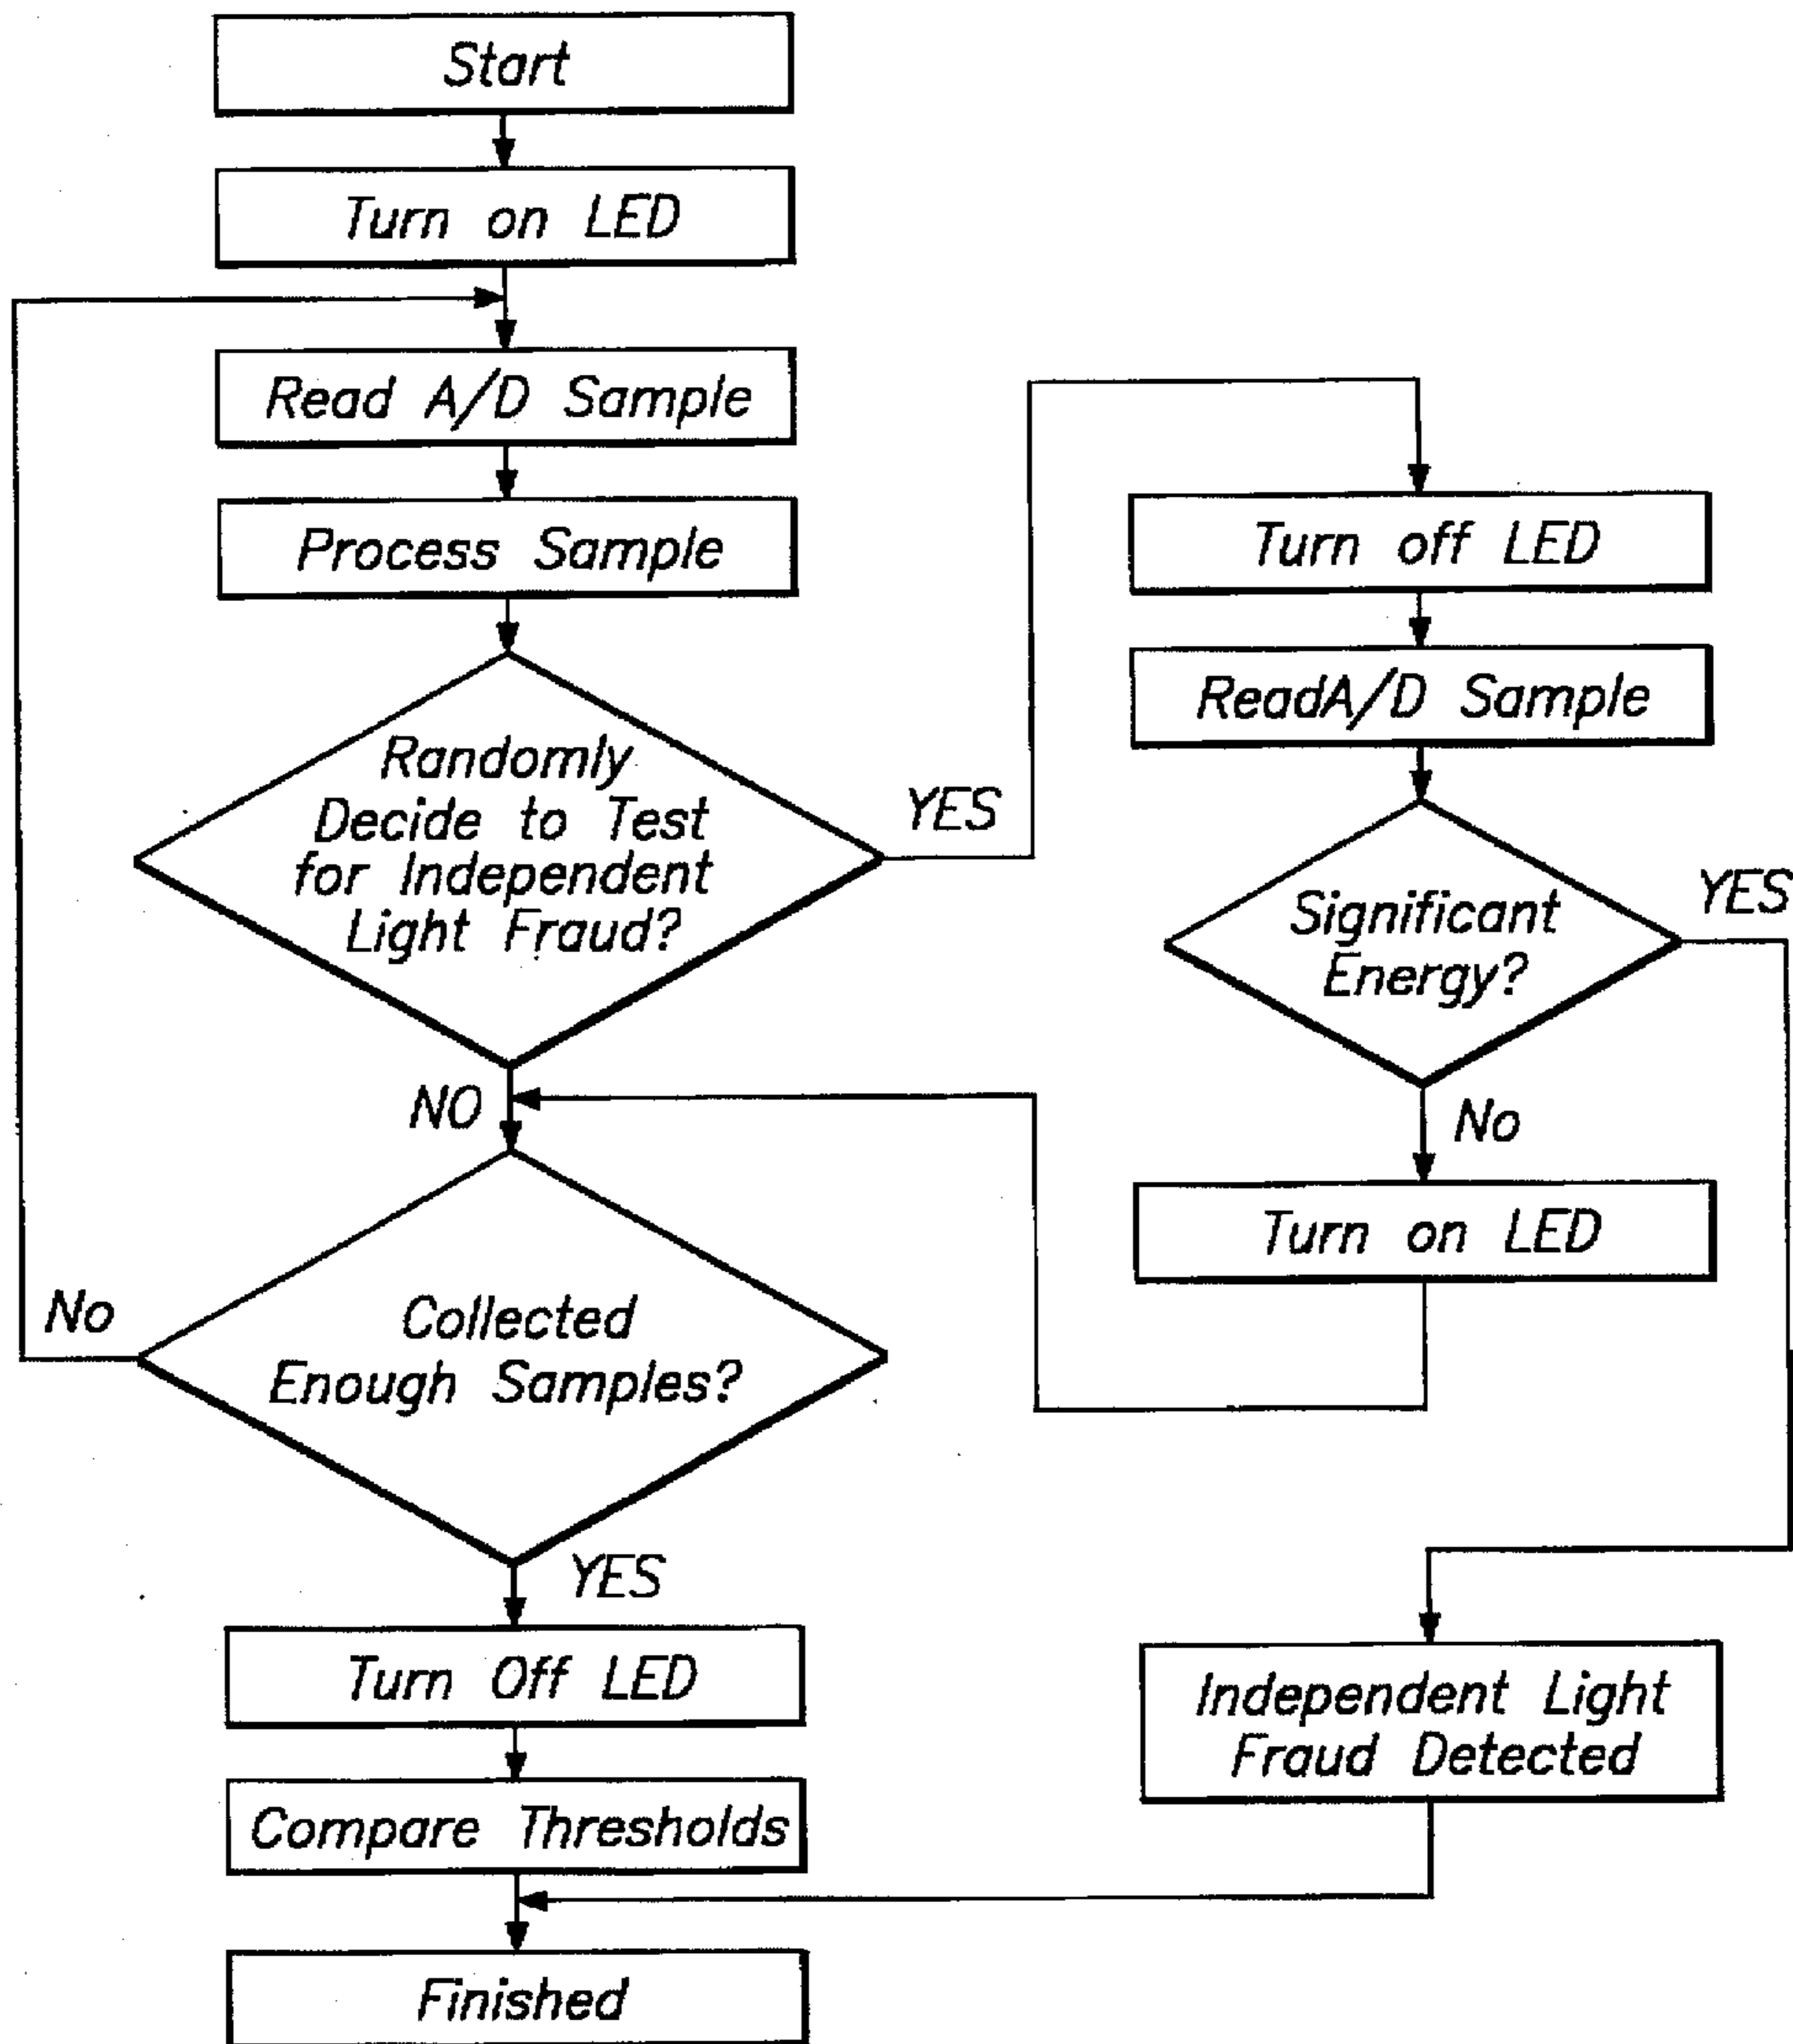 Start
Turn on LED
Read A/D Sample
Process Sample
Randomly
Decide to Test
for Independent
Light Fraud?
YES
NO
Turn off LED
ReadA/D Sample
Significant
Energy?
YES
No
Turn on LED
Collected
Enough Samples?
No
YES
Turn Off LED
Compare Thresholds
Independent Light
Fraud Detected
Finished